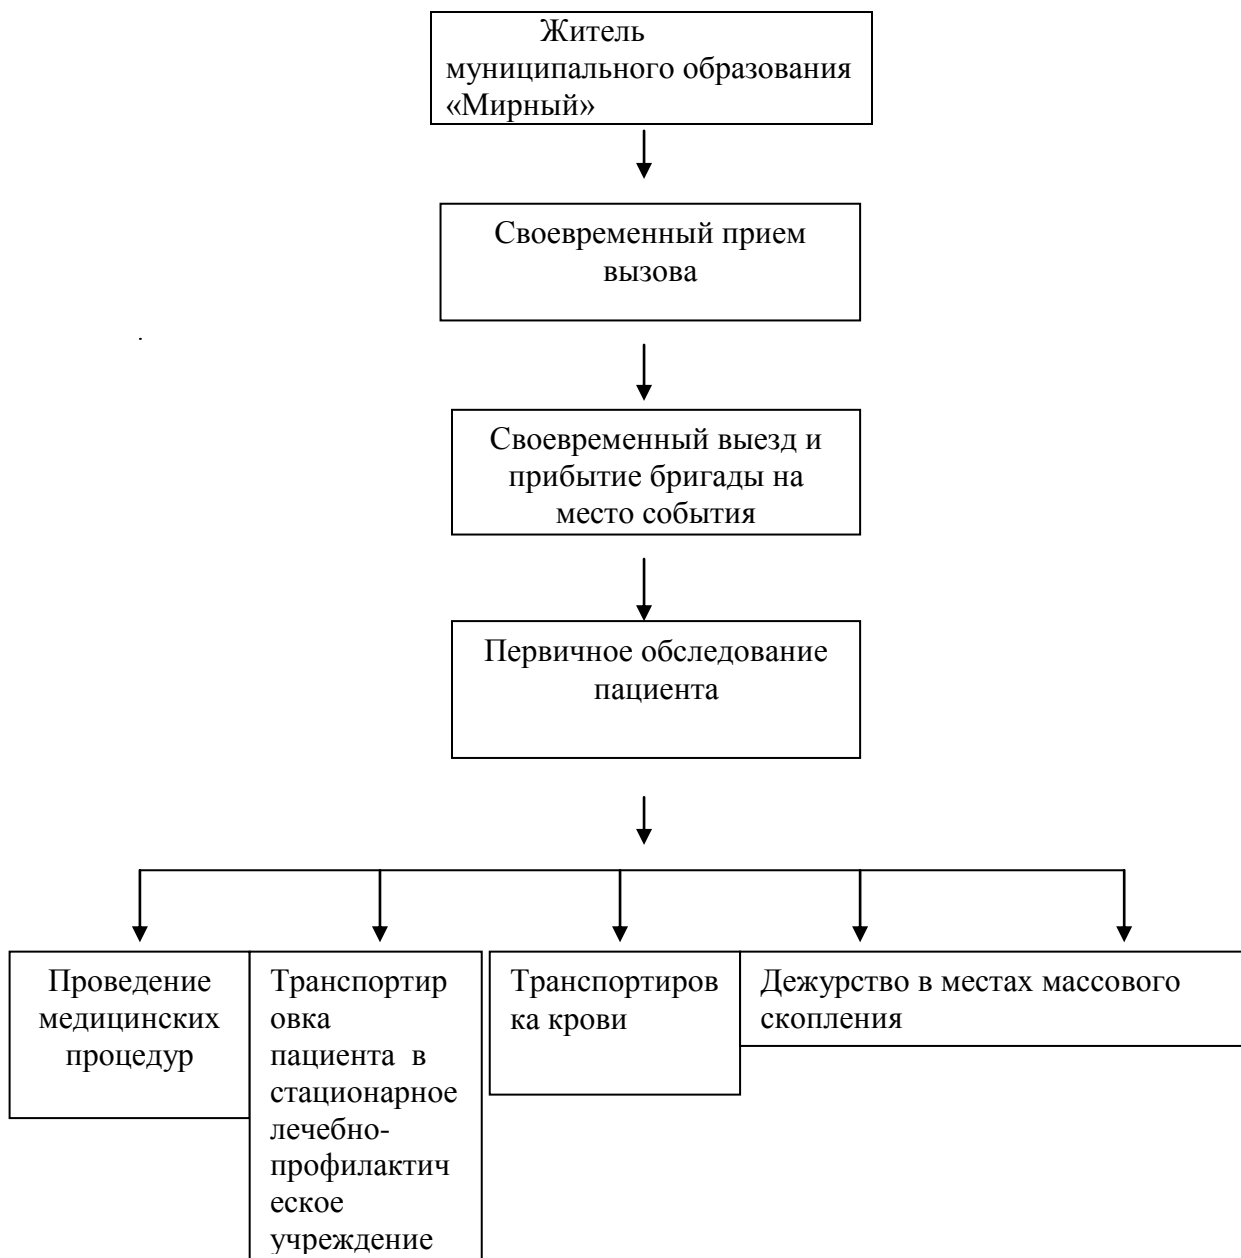 Житель
муниципального образования
«Мирный»
Своевременный прием
вызова
Своевременный выезд и
прибытие бригады на
место события
Первичное обследование
пациента
Проведение
медицинских
процедур
Транспортир
овка
пациента в
стационарное
лечебно-
профилактич
еское
учреждение
Транспортиров
ка крови
Дежурство в местах массового
скопления